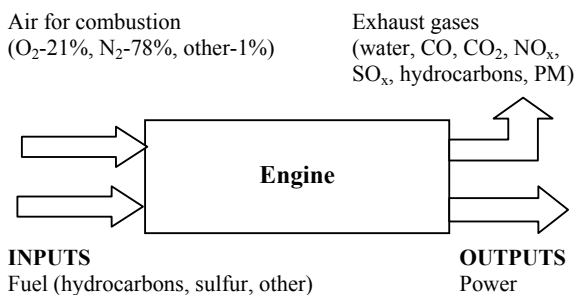 Air for combustion
(O₂-21%, N₂-78%, other-1%)
Exhaust gases
(water, CO, CO₂, NOₓ,
SOₓ, hydrocarbons, PM)
Engine
INPUTS
Fuel (hydrocarbons, sulfur, other)
OUTPUTS
Power